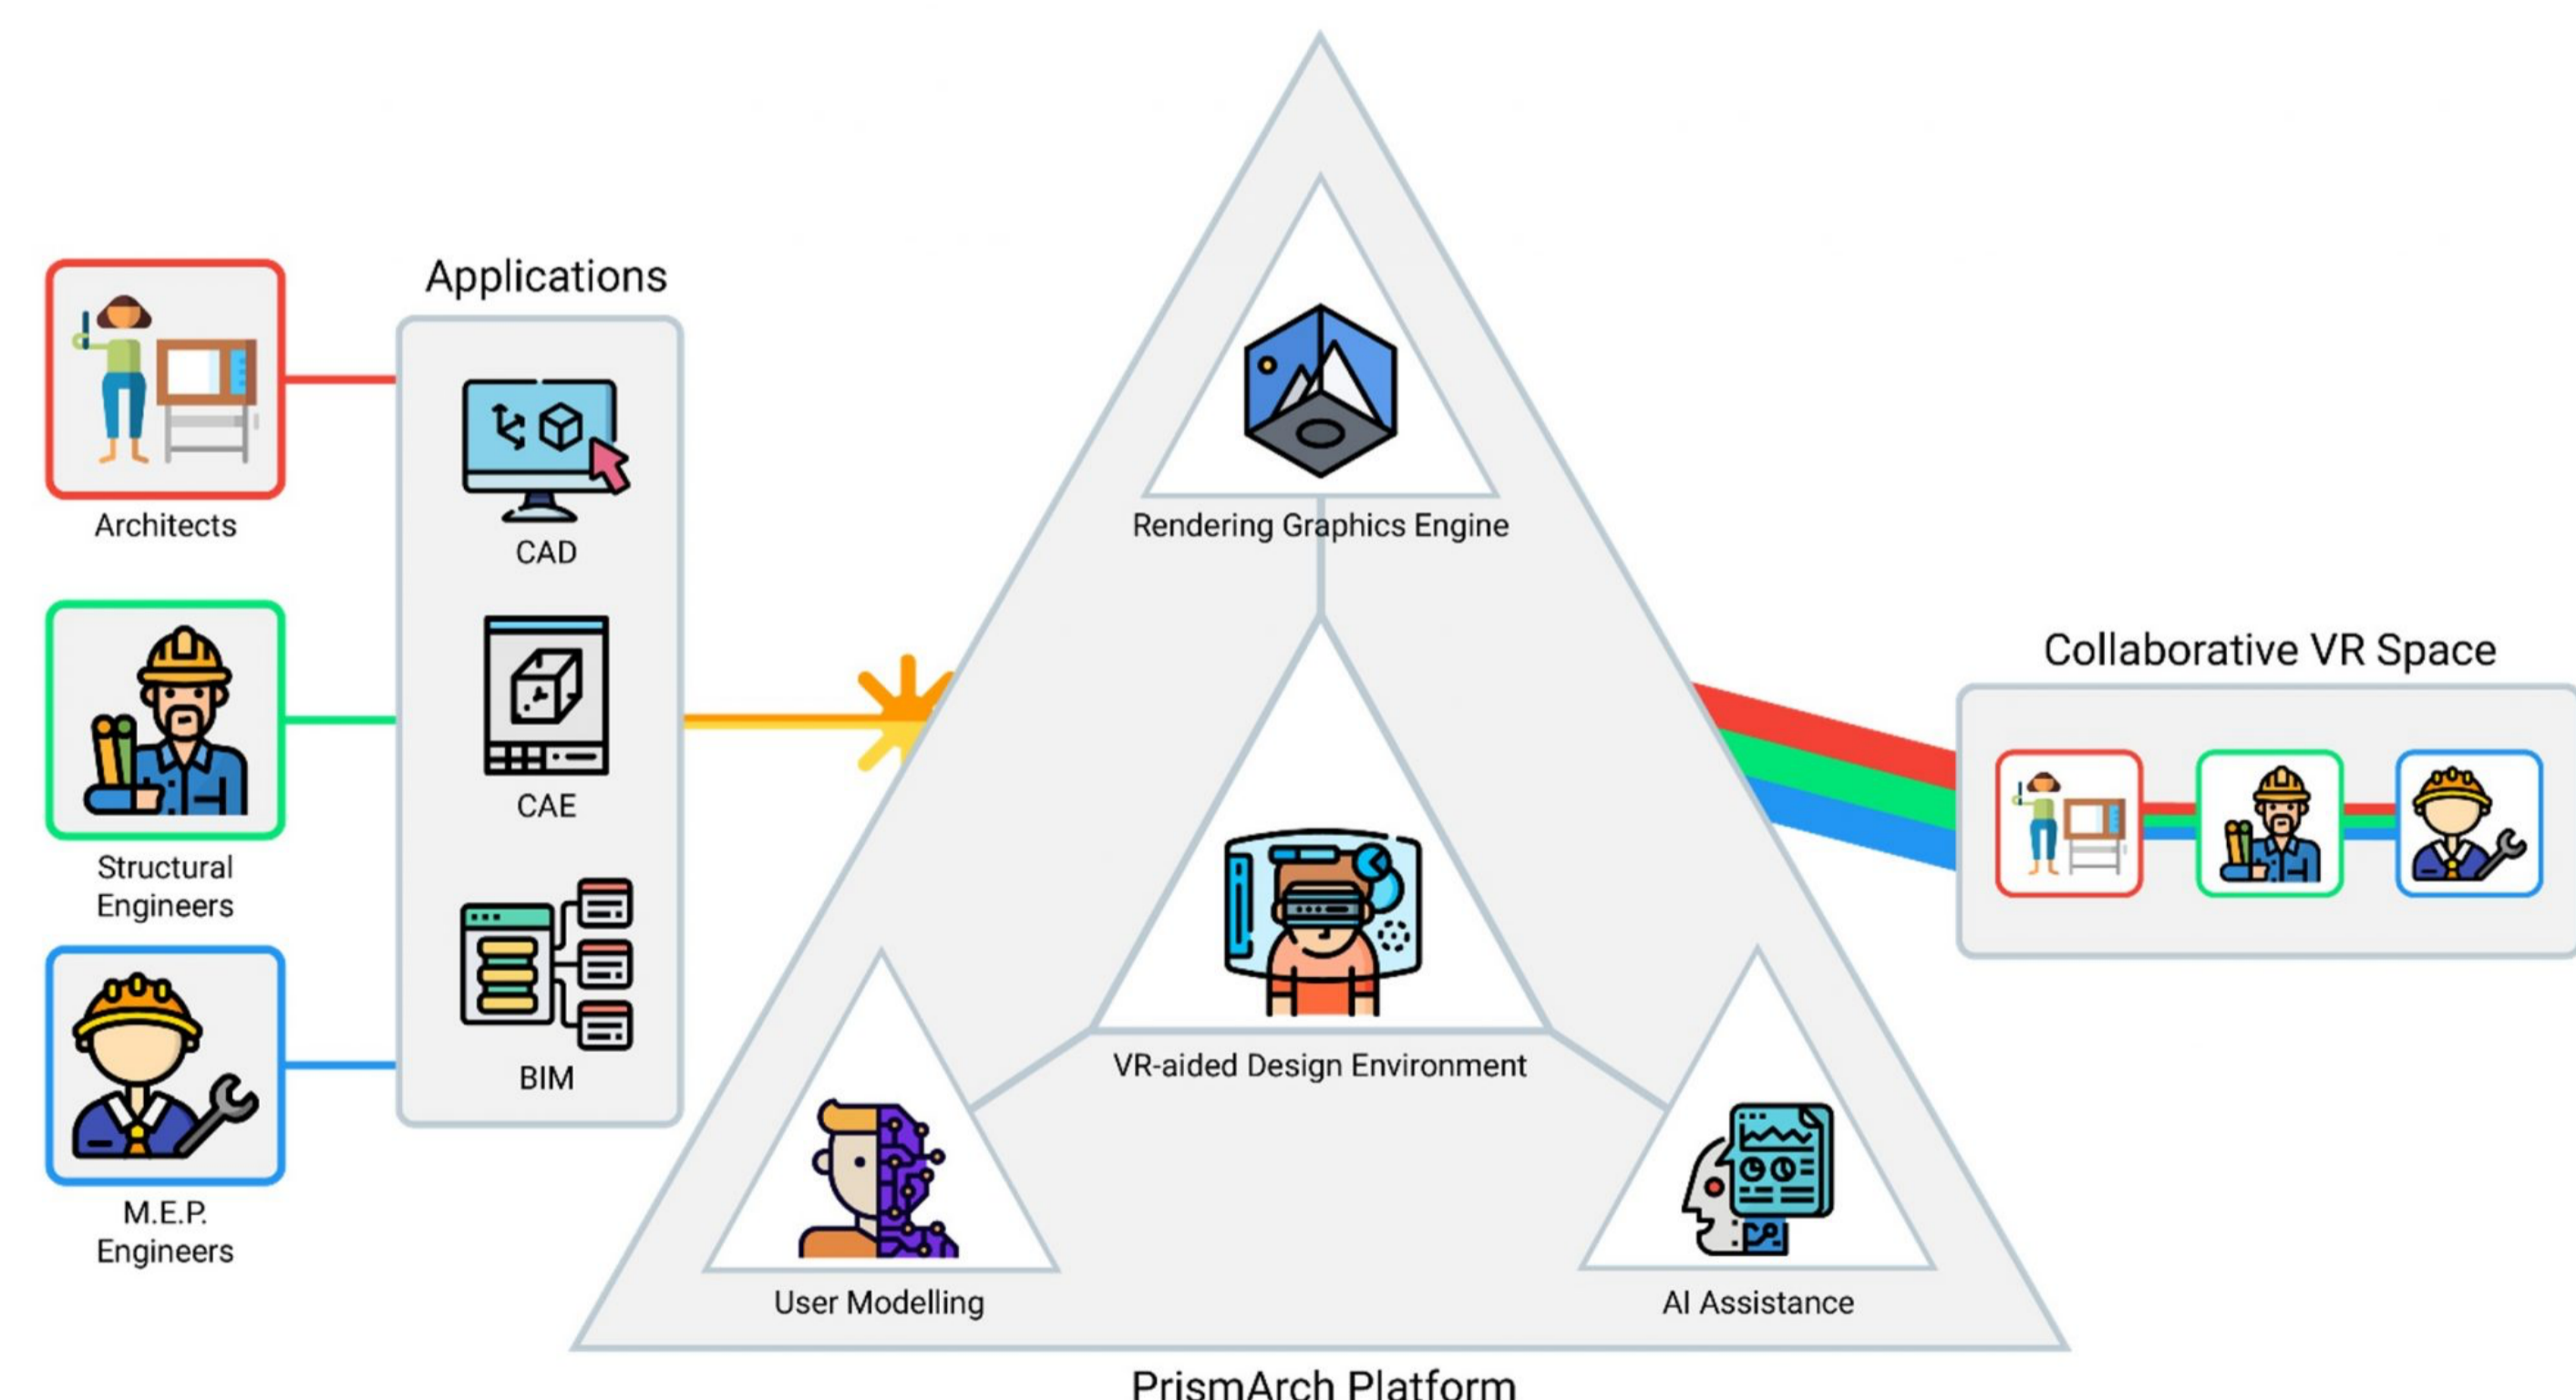 Architects
Structural
Engineers
M.E.P.
Engineers
Applications
CAD
CAE
BIM
Rendering Graphics Engine
VR-aided Design Environment
User Modelling
AI Assistance
PrismArch Platform
Collaborative VR Space